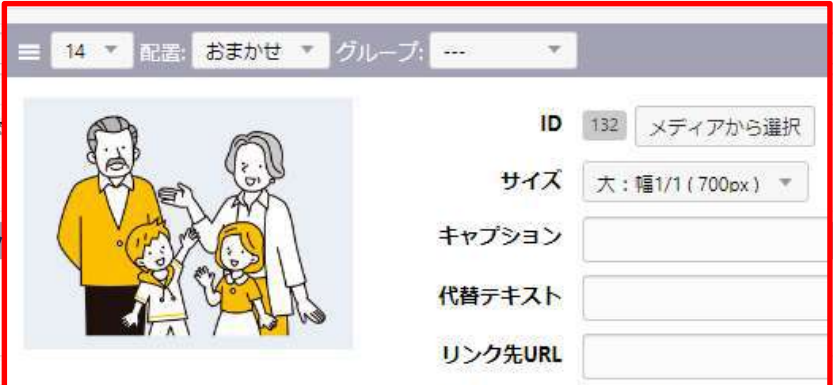 14 配置: おまかせ グループ: ---
ID 132 メディアから選択
サイズ 大：幅1/1 ( 700px )
キャプション
代替テキスト
リンク先URL